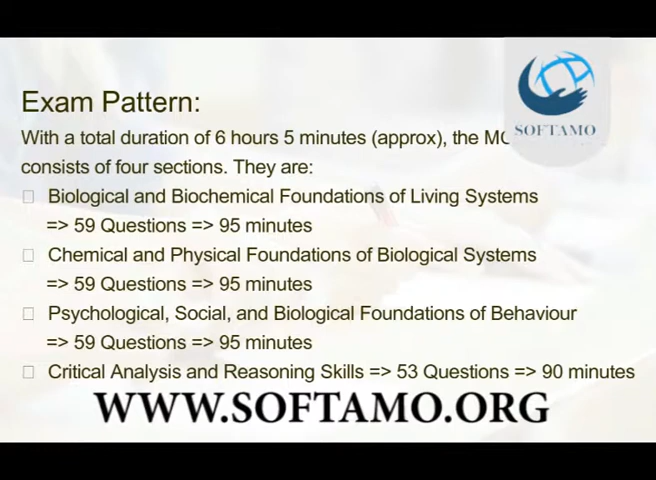 SOFTAMO
Exam Pattern:
With a total duration of 6 hours 5 minutes (approx), the
consists of four sections. They are:
Biological and Biochemical Foundations of Living Systems
=> 59 Questions => 95 minutes
Chemical and Physical Foundations of Biological Systems
=> 59 Questions => 95 minutes
Psychological, Social, and Biological Foundations of Behaviour
=> 59 Questions => 95 minutes
Critical Analysis and Reasoning Skills => 53 Questions => 90 minutes
WWW.SOFTAMO.ORG